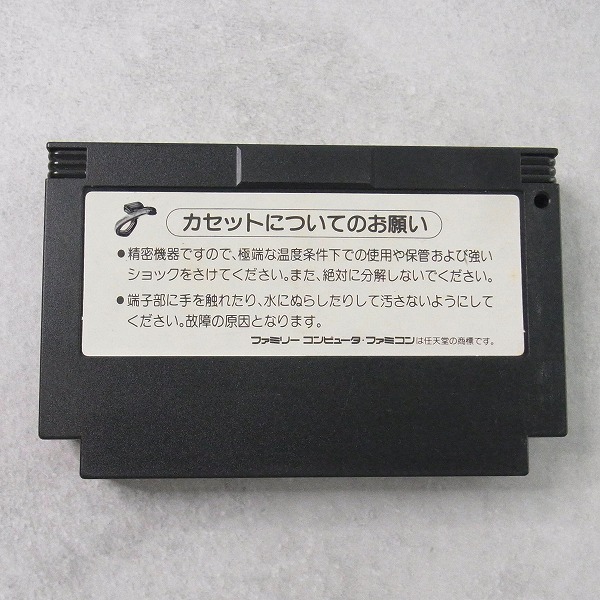 カセットについてのお願い
●精密機器ですので、極端な温度条件下での使用や保管および強い
ショックをさけてください。また、絶対に分解しないでください。
●端子部に手を触れたり、水にぬらしたりして汚さないようにして
ください。故障の原因となります。
ファミリーコンピュータ・ファミコンは任天堂の商標です。